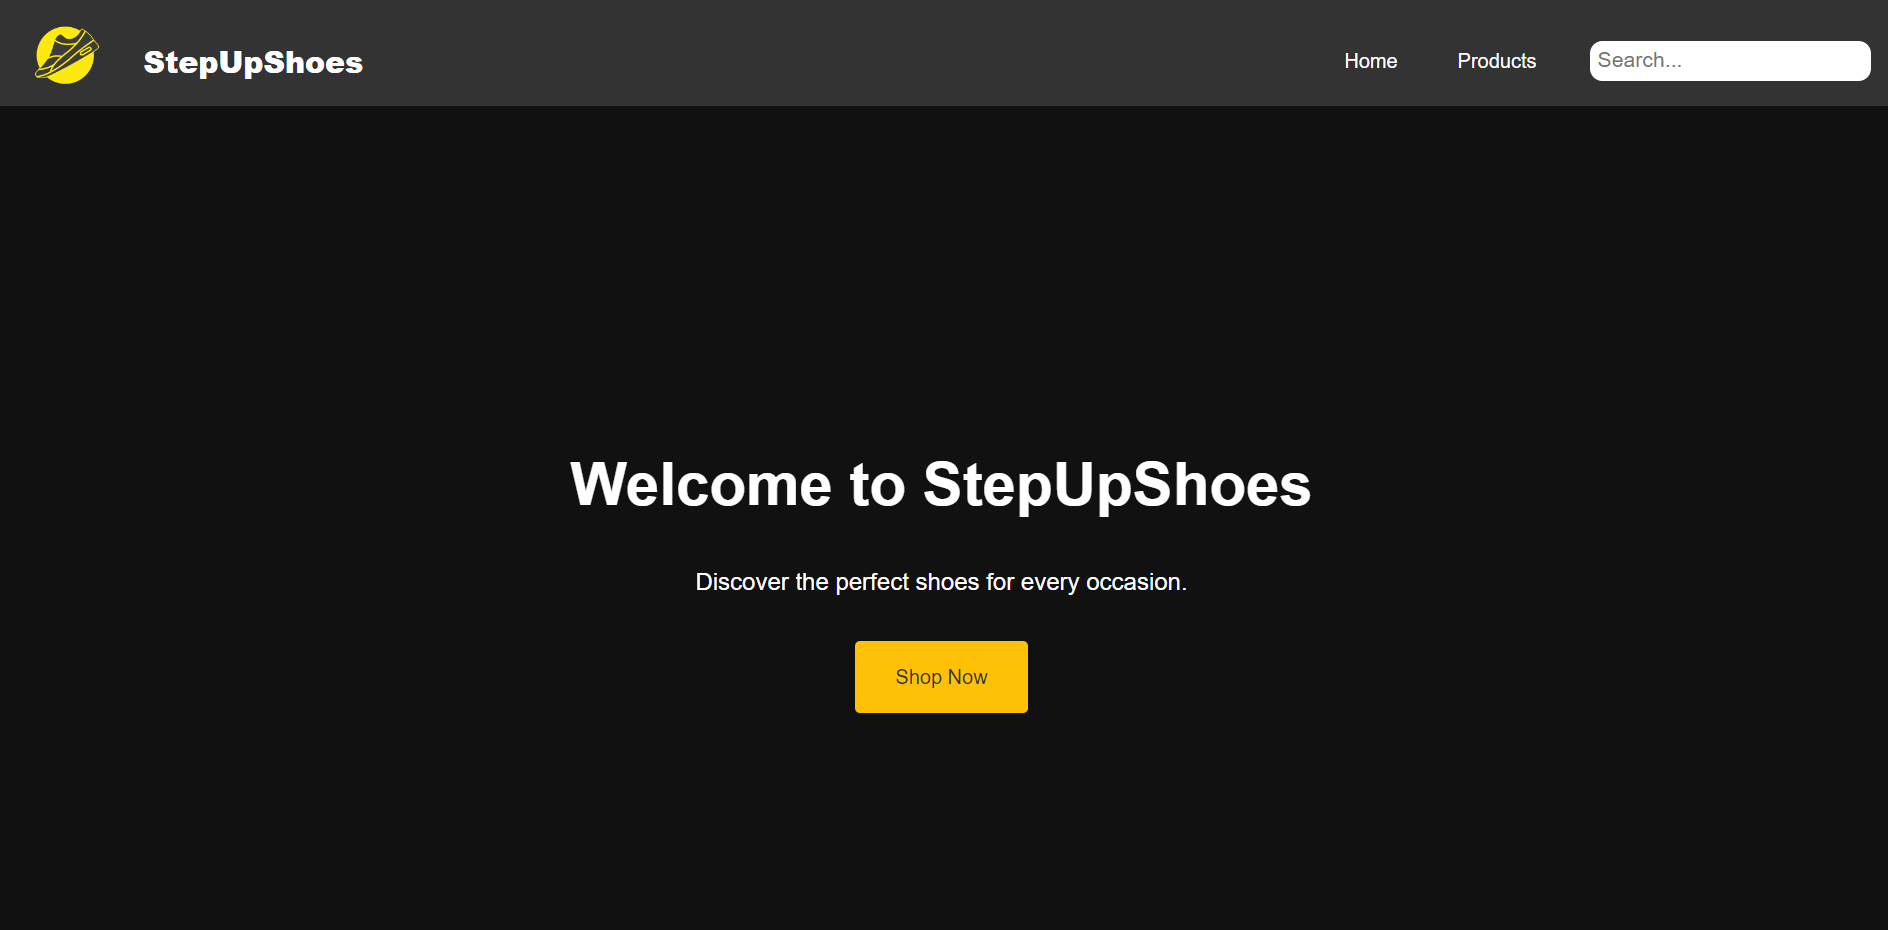 StepUpShoes
Home Products Search...
Welcome to StepUpShoes
Discover the perfect shoes for every occasion.
Shop Now